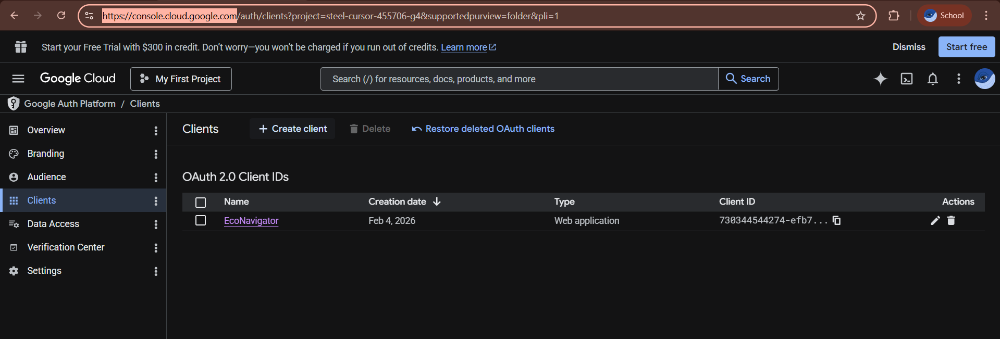 https://console.cloud.google.com/auth/clients?project=steel-cursor-455706-g4&supportedpurview=folder&pli=1
School
Start your Free Trial with $300 in credit. Don’t worry—you won’t be charged if you run out of credits. Learn more
Dismiss
Start free
Google Cloud
My First Project
Search (/) for resources, docs, products, and more
Search
Google Auth Platform / Clients
Overview
Branding
Audience
Clients
Data Access
Verification Center
Settings
Clients
Create client
Delete
Restore deleted OAuth clients
OAuth 2.0 Client IDs
Name Creation date Type Client ID Actions
EcoNavigator Feb 4, 2026 Web application 730344544274-efb7...